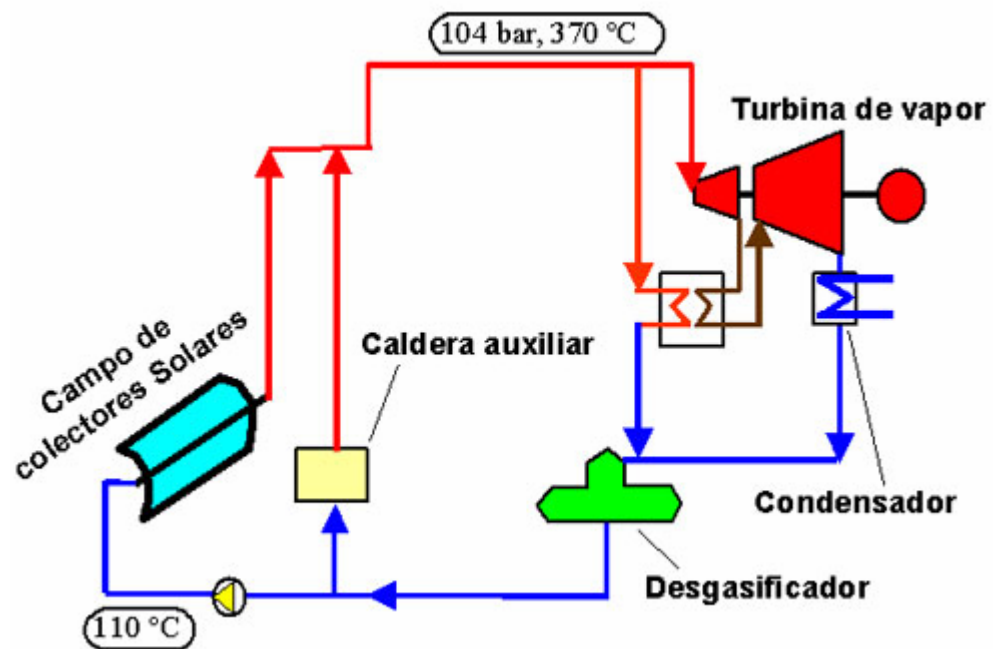 104 bar, 370 °C
Turbina de vapor
Campo de
colectores Solares
Caldera auxiliar
Condensador
Desgasificador
110 °C